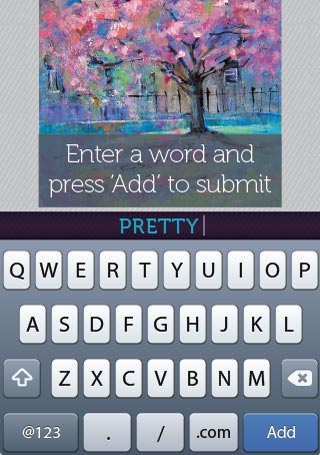 Enter a word and
press ‘Add’ to submit
PRETTY
Q W E R T Y U I O P
A S D F G H J K L
Z X C V B N M
@123 . / .com Add